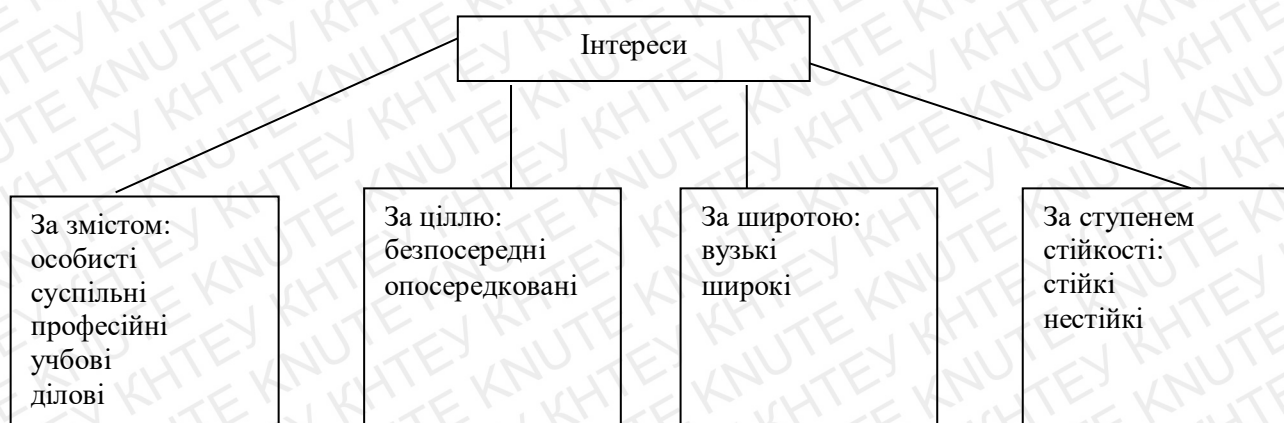 Інтереси
За змістом:
особисті
суспільні
професійні
учбові
ділові
За ціллю:
безпосередні
опосередковані
За широтою:
вузькі
широкі
За ступенем
стійкості:
стійкі
нестійкі